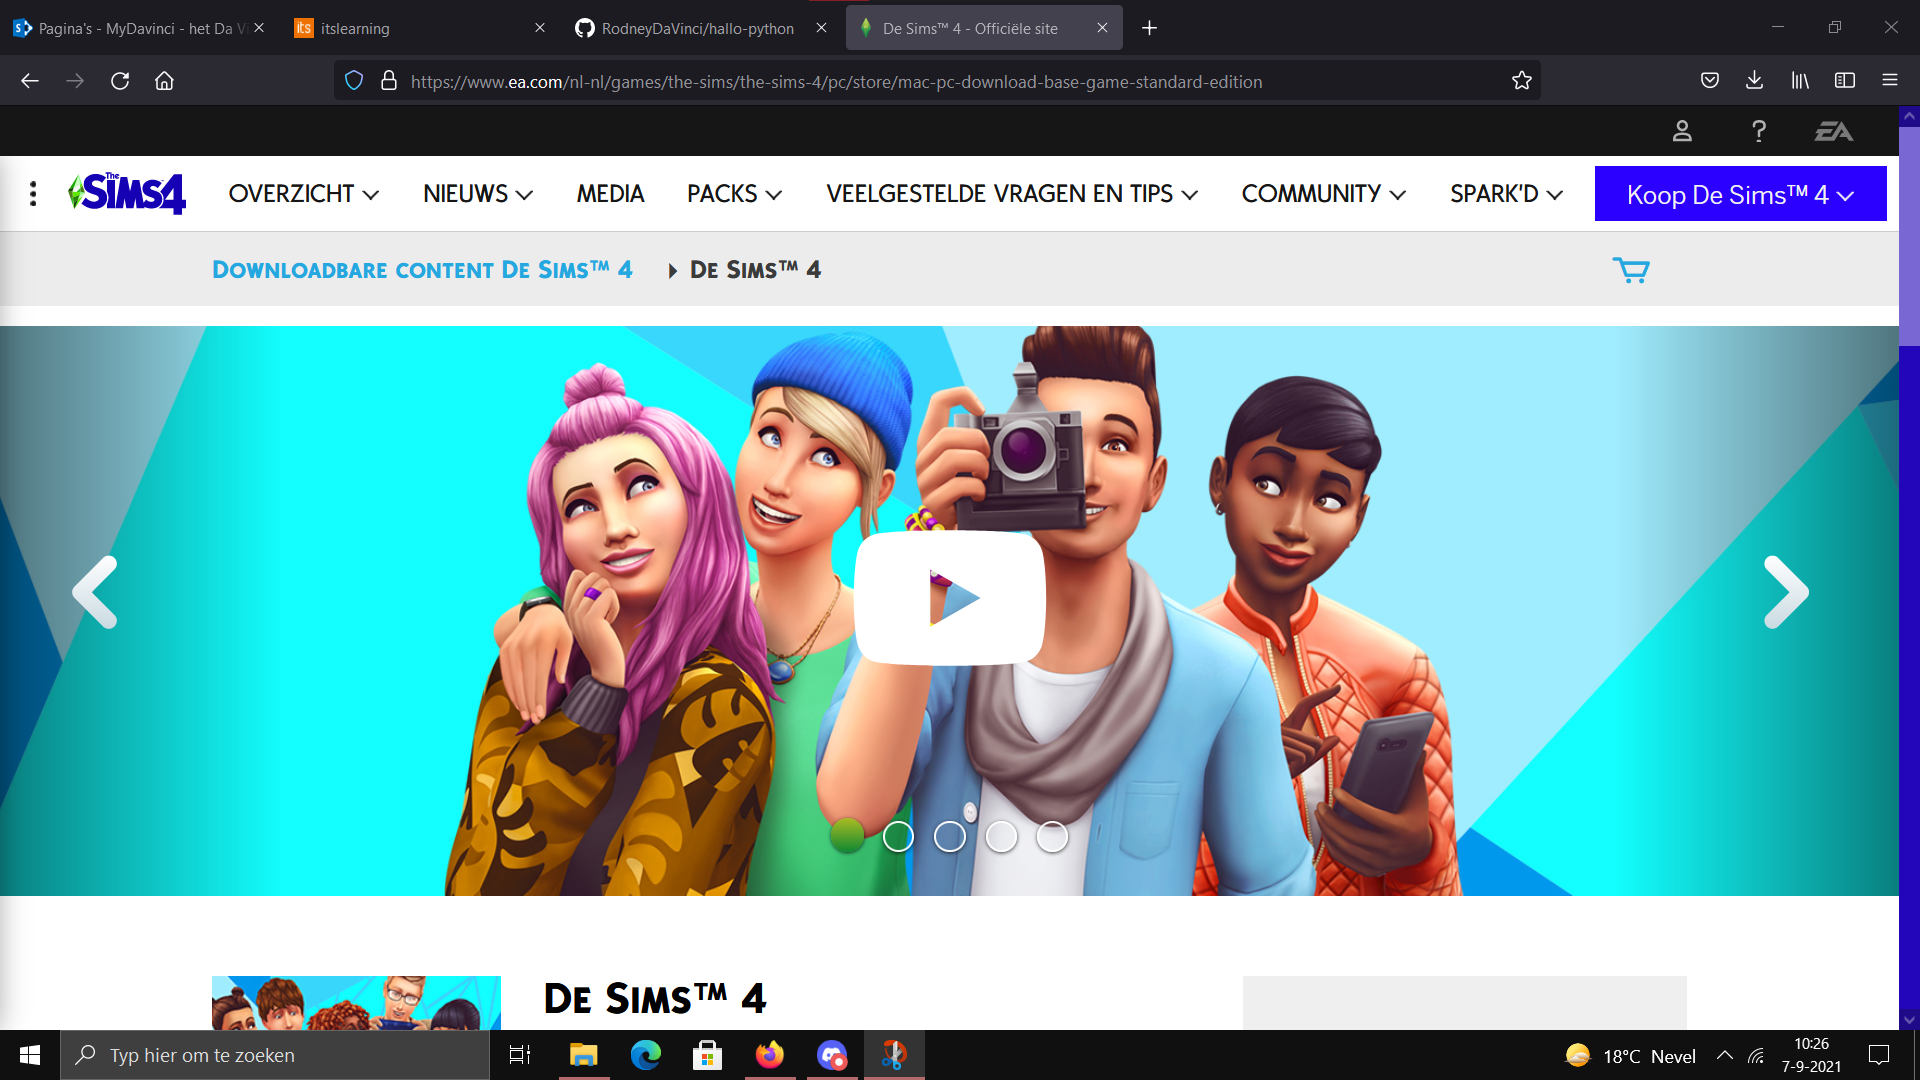 Pagina's - MyDavinci - het Da Vi
itslearning
RodneyDaVinci/hallo-python
De Sims™ 4 - Officiële site
https://www.ea.com/nl-nl/games/the-sims/the-sims-4/pc/store/mac-pc-download-base-game-standard-edition
EA
The SIMS4
OVERZICHT
NIEUWS
MEDIA
PACKS
VEELGESTELDE VRAGEN EN TIPS
COMMUNITY
SPARK'D
Koop De Sims™ 4
DOWNLOADBARE CONTENT DE SIMS™ 4
DE SIMS™ 4
DE SIMS™ 4
Typ hier om te zoeken
18°C Nevel
10:26
7-9-2021